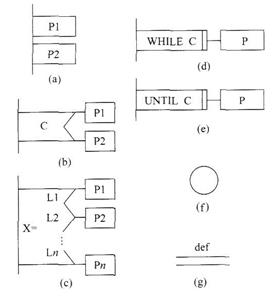 P1
P2
(a)
C
P1
P2
(b)
X=
L1
L2
Ln
P1
P2
Pn
(c)
WHILE C
P
(d)
UNTIL C
P
(e)
(f)
def
(g)